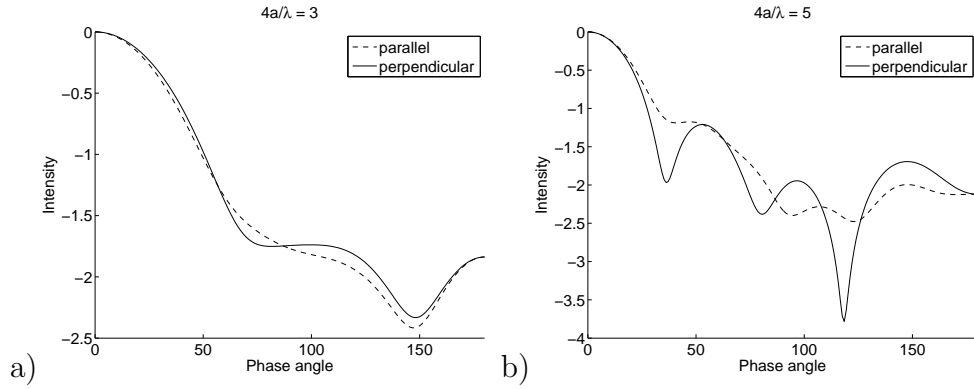 4a/λ = 3
0
−0.5
−1
−1.5
−2
−2.5
Intensity
0
50
100
150
Phase angle
parallel
perpendicular
a)
4a/λ = 5
0
−0.5
−1
−1.5
−2
−2.5
−3
−3.5
−4
Intensity
0
50
100
150
Phase angle
parallel
perpendicular
b)